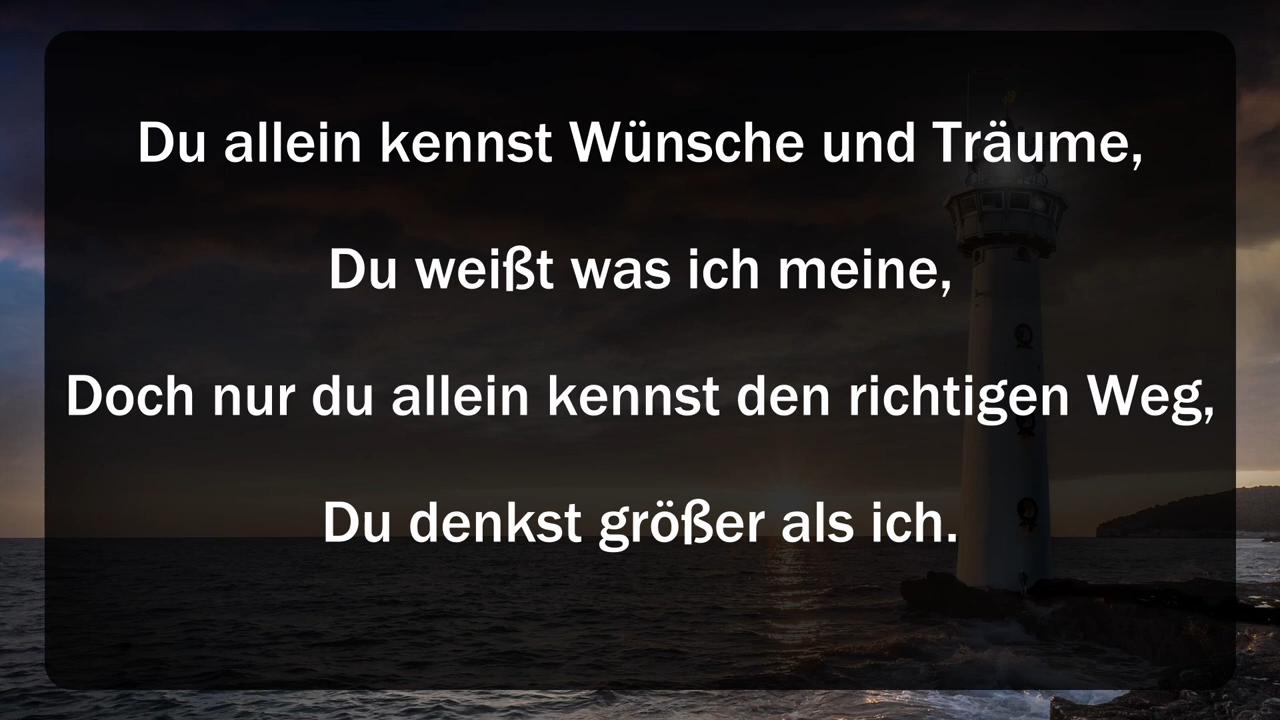 Du allein kennst Wünsche und Träume,
Du weißt was ich meine,
Doch nur du allein kennst den richtigen Weg,
Du denkst größer als ich.